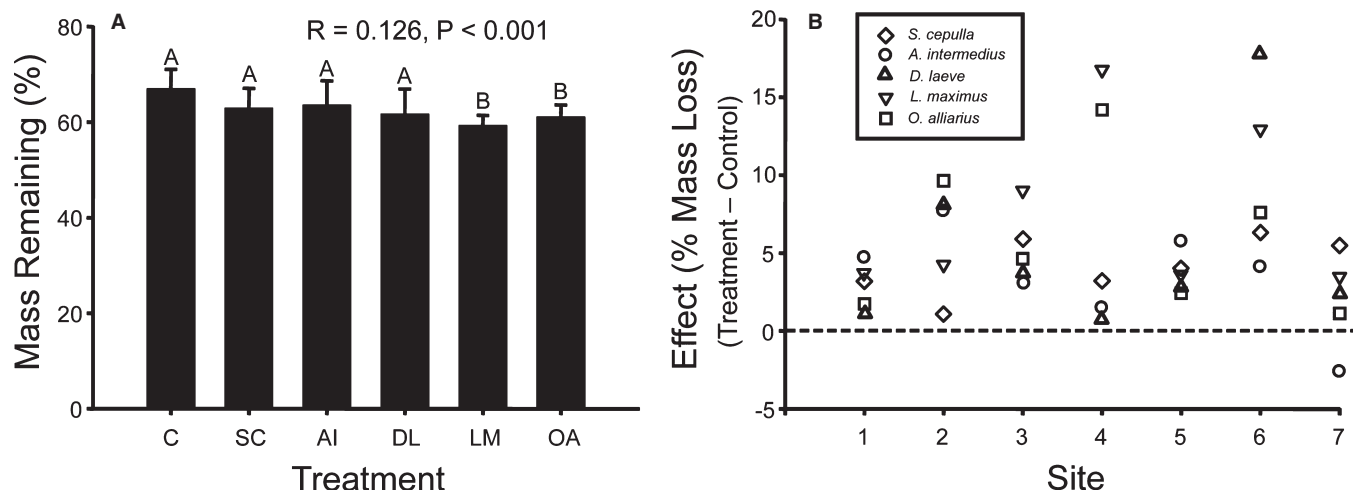 A
R = 0.126, P < 0.001
Mass Remaining (%)
80
60
40
20
0
A
A
A
A
B
B
C
SC
AI
DL
LM
OA
Treatment
B
Effect (% Mass Loss)
(Treatment – Control)
20
15
10
5
0
-5
S. cepulla
A. intermedius
D. laeve
L. maximus
O. alliarius
1
2
3
4
5
6
7
Site